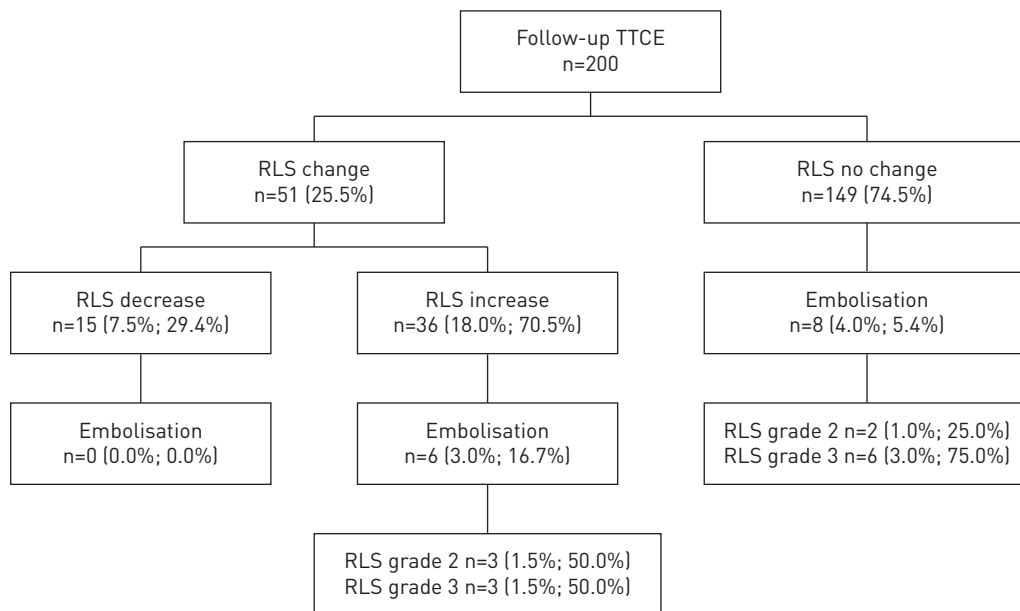 Follow-up TTCE
n=200
RLS change
n=51 (25.5%)
RLS no change
n=149 (74.5%)
RLS decrease
n=15 (7.5%; 29.4%)
RLS increase
n=36 (18.0%; 70.5%)
Embolisation
n=8 (4.0%; 5.4%)
Embolisation
n=0 (0.0%; 0.0%)
Embolisation
n=6 (3.0%; 16.7%)
RLS grade 2 n=2 (1.0%; 25.0%)
RLS grade 3 n=6 (3.0%; 75.0%)
RLS grade 2 n=3 (1.5%; 50.0%)
RLS grade 3 n=3 (1.5%; 50.0%)